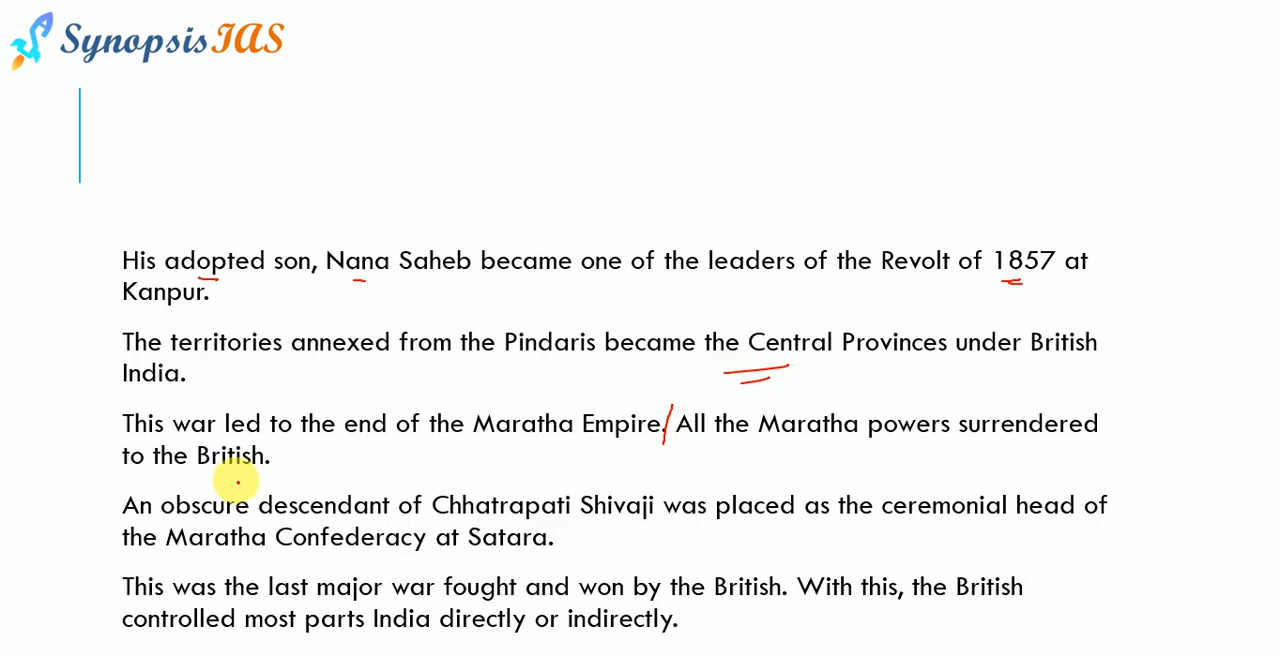 SynopsisIAS
His adopted son, Nana Saheb became one of the leaders of the Revolt of 1857 at
Kanpur.
The territories annexed from the Pindaris became the Central Provinces under British
India.
This war led to the end of the Maratha Empire. All the Maratha powers surrendered
to the British.
An obscure descendant of Chhatrapati Shivaji was placed as the ceremonial head of
the Maratha Confederacy at Satara.
This was the last major war fought and won by the British. With this, the British
controlled most parts India directly or indirectly.